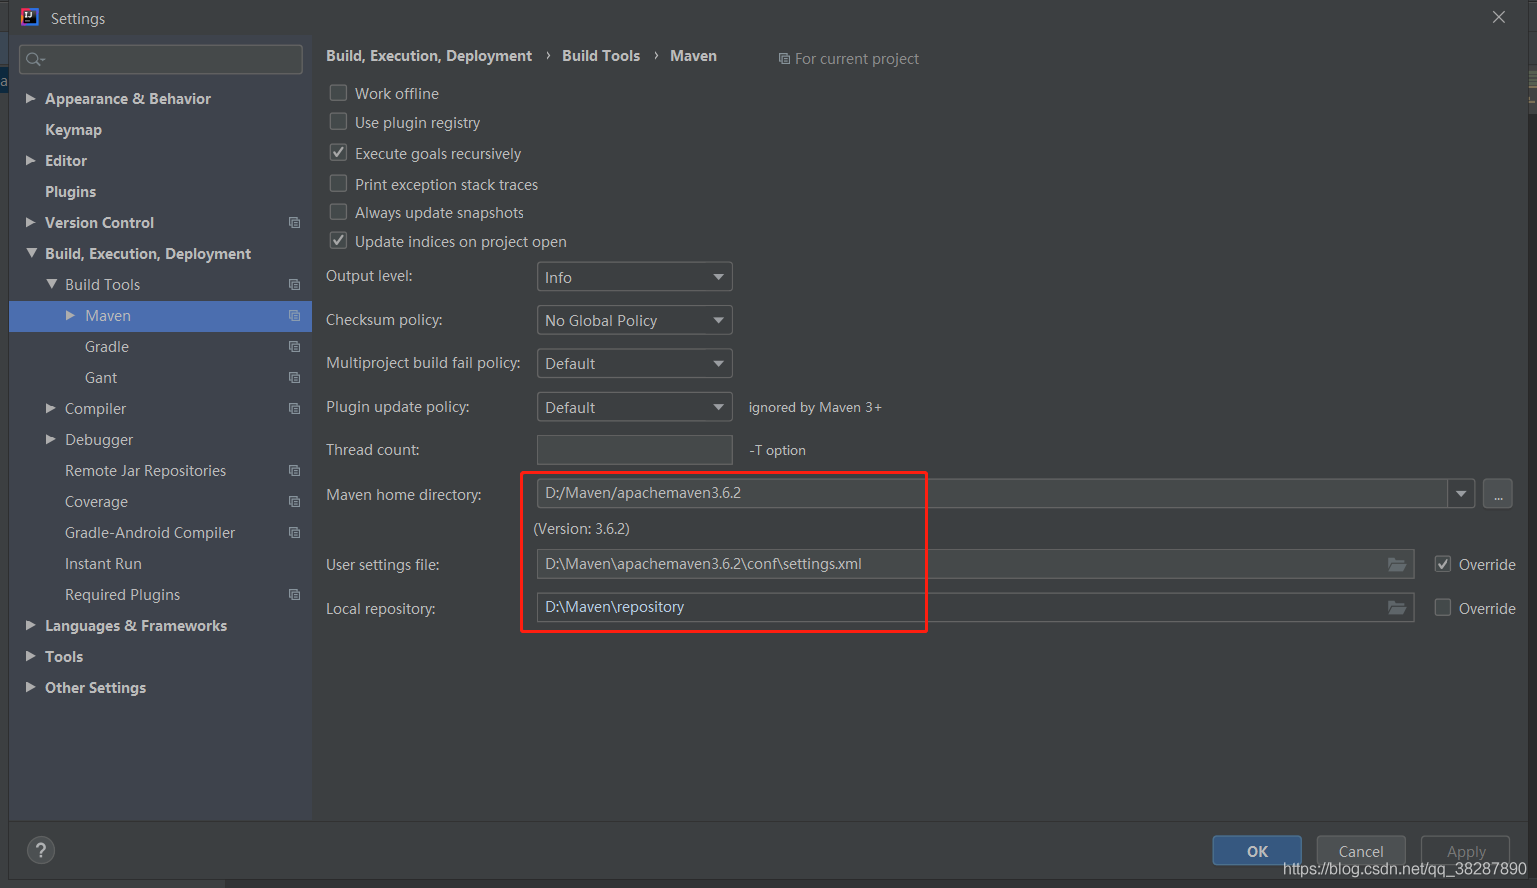 Settings
Build, Execution, Deployment › Build Tools › Maven For current project
Appearance & Behavior
Keymap
Editor
Plugins
Version Control
Build, Execution, Deployment
Build Tools
Maven
Gradle
Gant
Compiler
Debugger
Remote Jar Repositories
Coverage
Gradle-Android Compiler
Instant Run
Required Plugins
Languages & Frameworks
Tools
Other Settings
Work offline
Use plugin registry
Execute goals recursively
Print exception stack traces
Always update snapshots
Update indices on project open
Output level: Info
Checksum policy: No Global Policy
Multiproject build fail policy: Default
Plugin update policy: Default ignored by Maven 3+
Thread count: -T option
Maven home directory: D:/Maven/apachemaven3.6.2 ...
(Version: 3.6.2)
User settings file: D:\Maven\apachemaven3.6.2\conf\settings.xml Override
Local repository: D:\Maven\repository Override
? OK Cancel Apply
https://blog.csdn.net/qq_38287890